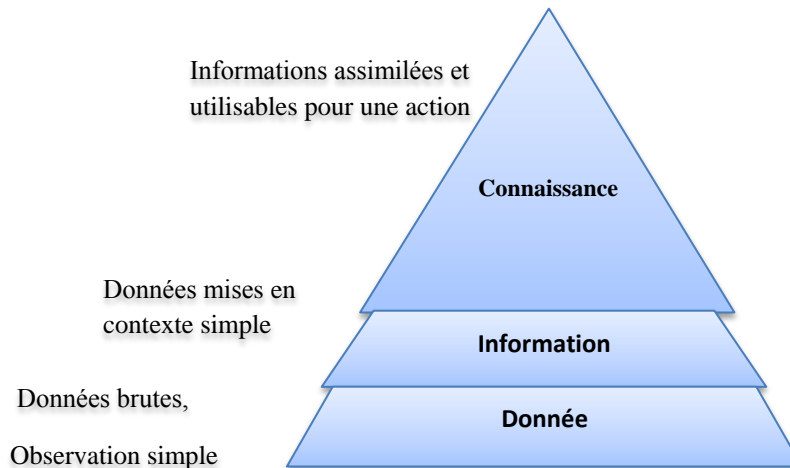 Informations assimilées et
utilisables pour une action
Connaissance
Données mises en
contexte simple
Information
Données brutes,
Donnée
Observation simple